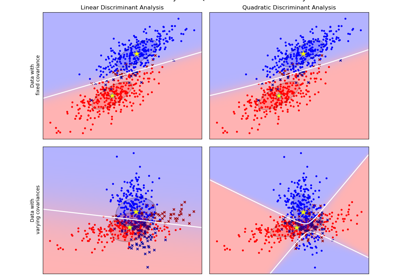 Linear Discriminant Analysis
Quadratic Discriminant Analysis
Data with
fixed covariance
Data with
varying covariances